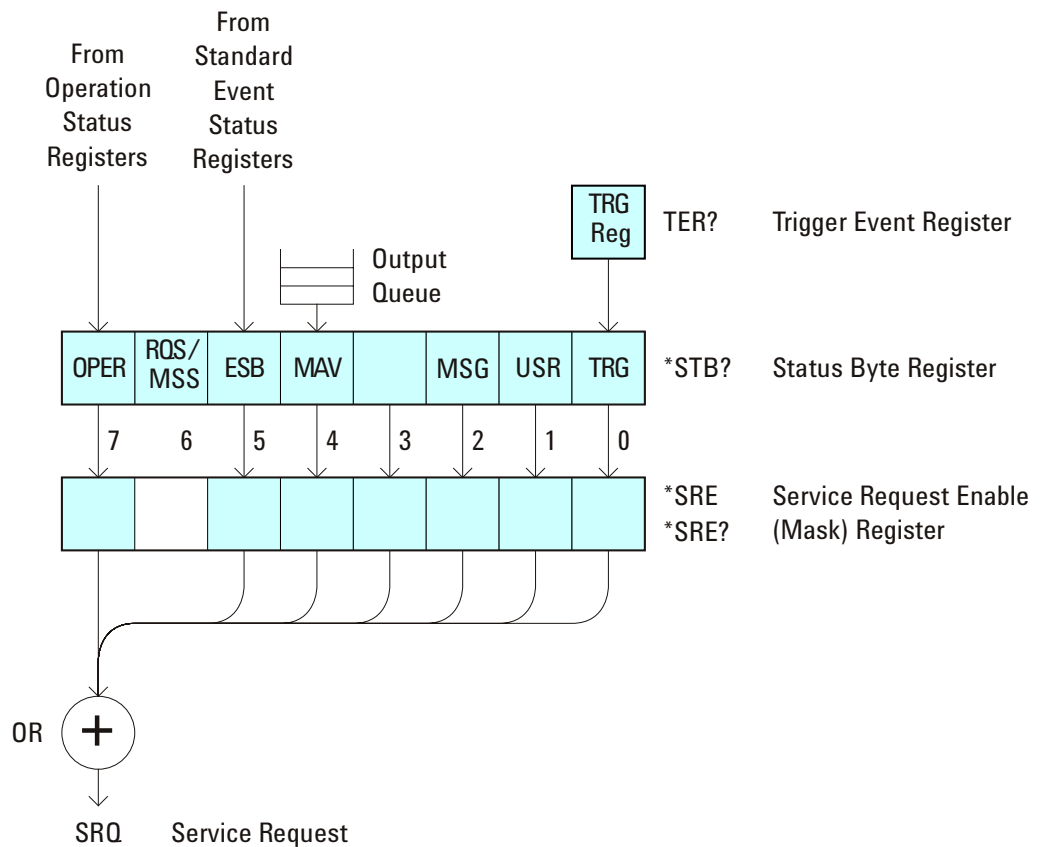 From
Operation
Status
Registers
From
Standard
Event
Status
Registers
Output
Queue
TRG
Reg
TER? Trigger Event Register
OPER RQS/ MSS ESB MAV MSG USR TRG
*STB? Status Byte Register
7 6 5 4 3 2 1 0
*SRE Service Request Enable
*SRE? (Mask) Register
OR +
SRQ Service Request